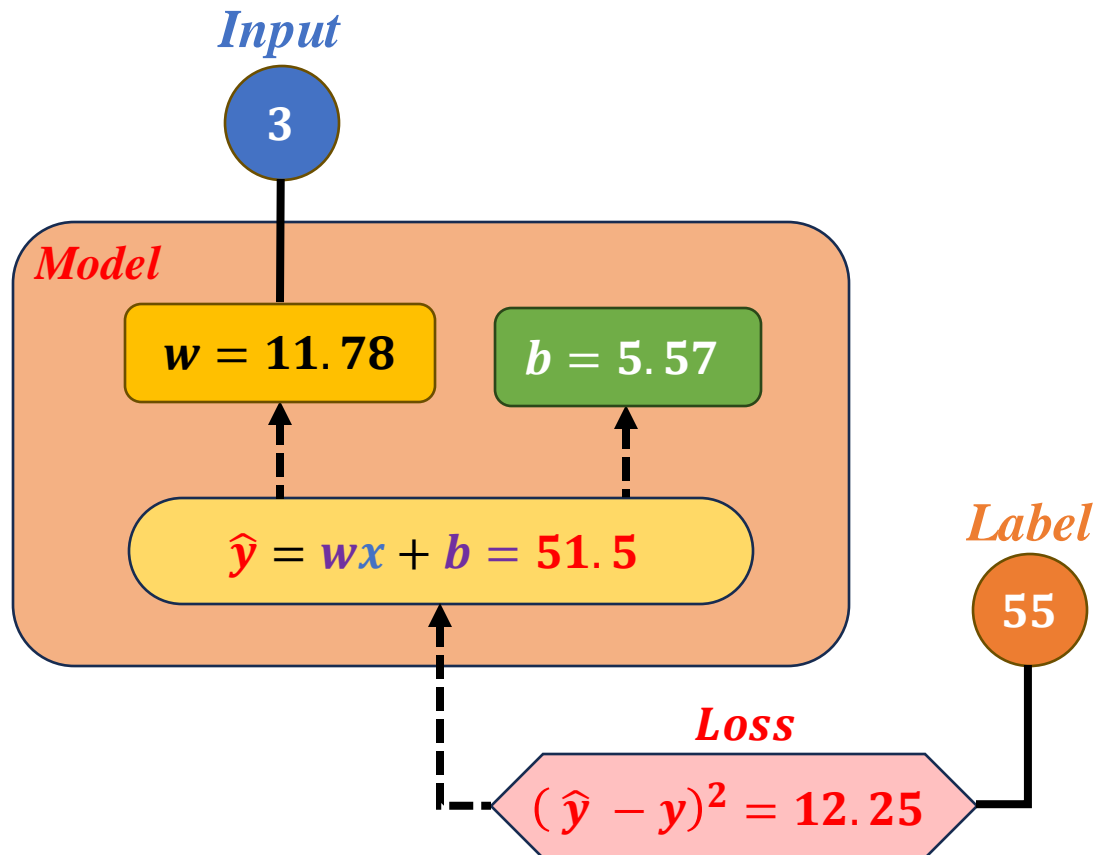 Input
3
Model
w = 11.78
b = 5.57
ŷ = wx + b = 51.5
Label
55
Loss
( ŷ − y)² = 12.25